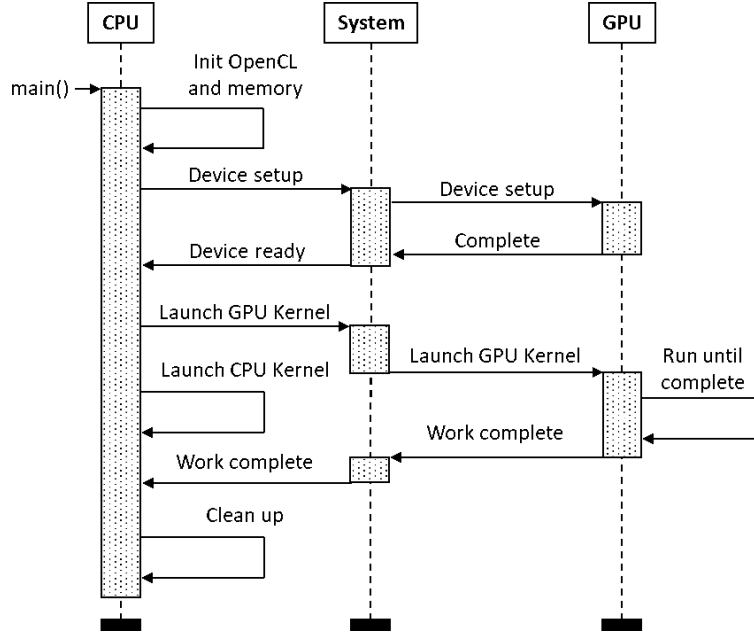 CPU
System
GPU
main()
Init OpenCL
and memory
Device setup
Device setup
Complete
Device ready
Launch GPU Kernel
Launch GPU Kernel
Run until
complete
Launch CPU Kernel
Work complete
Work complete
Clean up